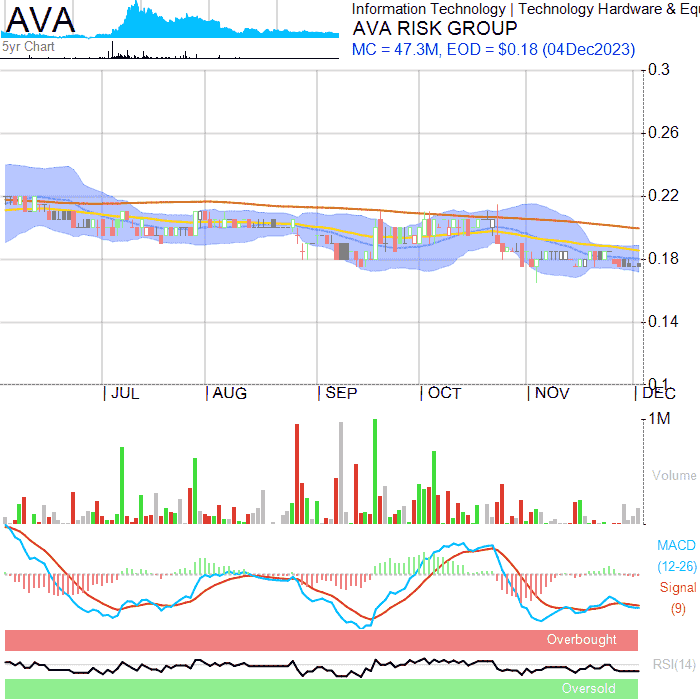 AVA
5yr Chart
Information Technology | Technology Hardware & Equ
AVA RISK GROUP
MC = 47.3M, EOD = $0.18 (04Dec2023)
0.3
0.26
0.22
0.18
0.14
0.1
JUL AUG SEP OCT NOV DEC
1M
Volume
MACD
(12-26)
Signal
(9)
Overbought
RSI(14)
Oversold